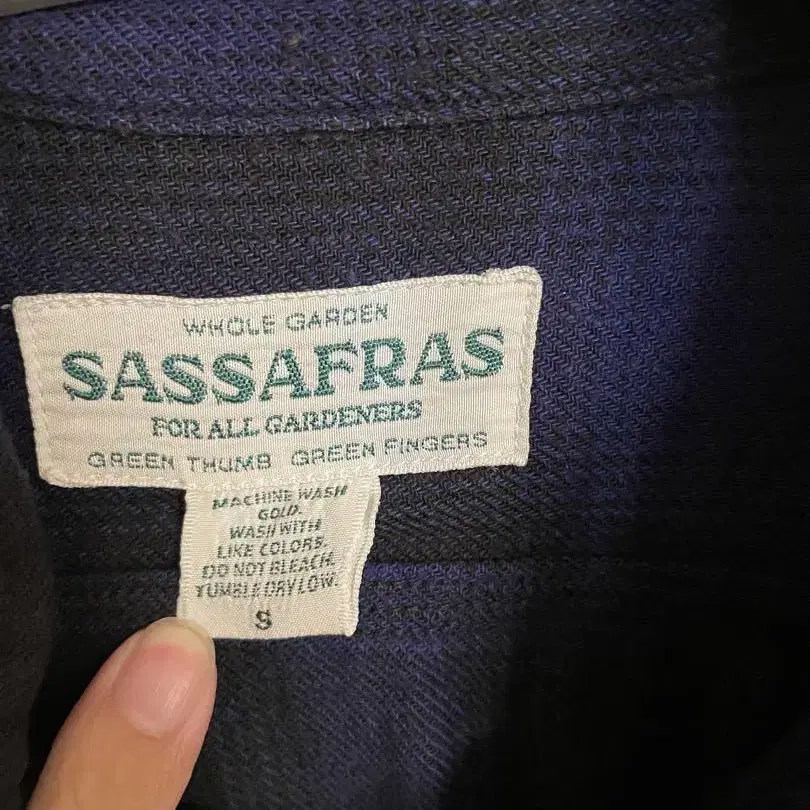 WHOLE GARDEN
SASSAFRAS
FOR ALL GARDENERS
GREEN THUMB GREEN FINGERS
MACHINE WASH
GOLD.
WASH WITH
LIKE COLORS.
DO NOT BLEACH.
TUMBLE DRY LOW.
S